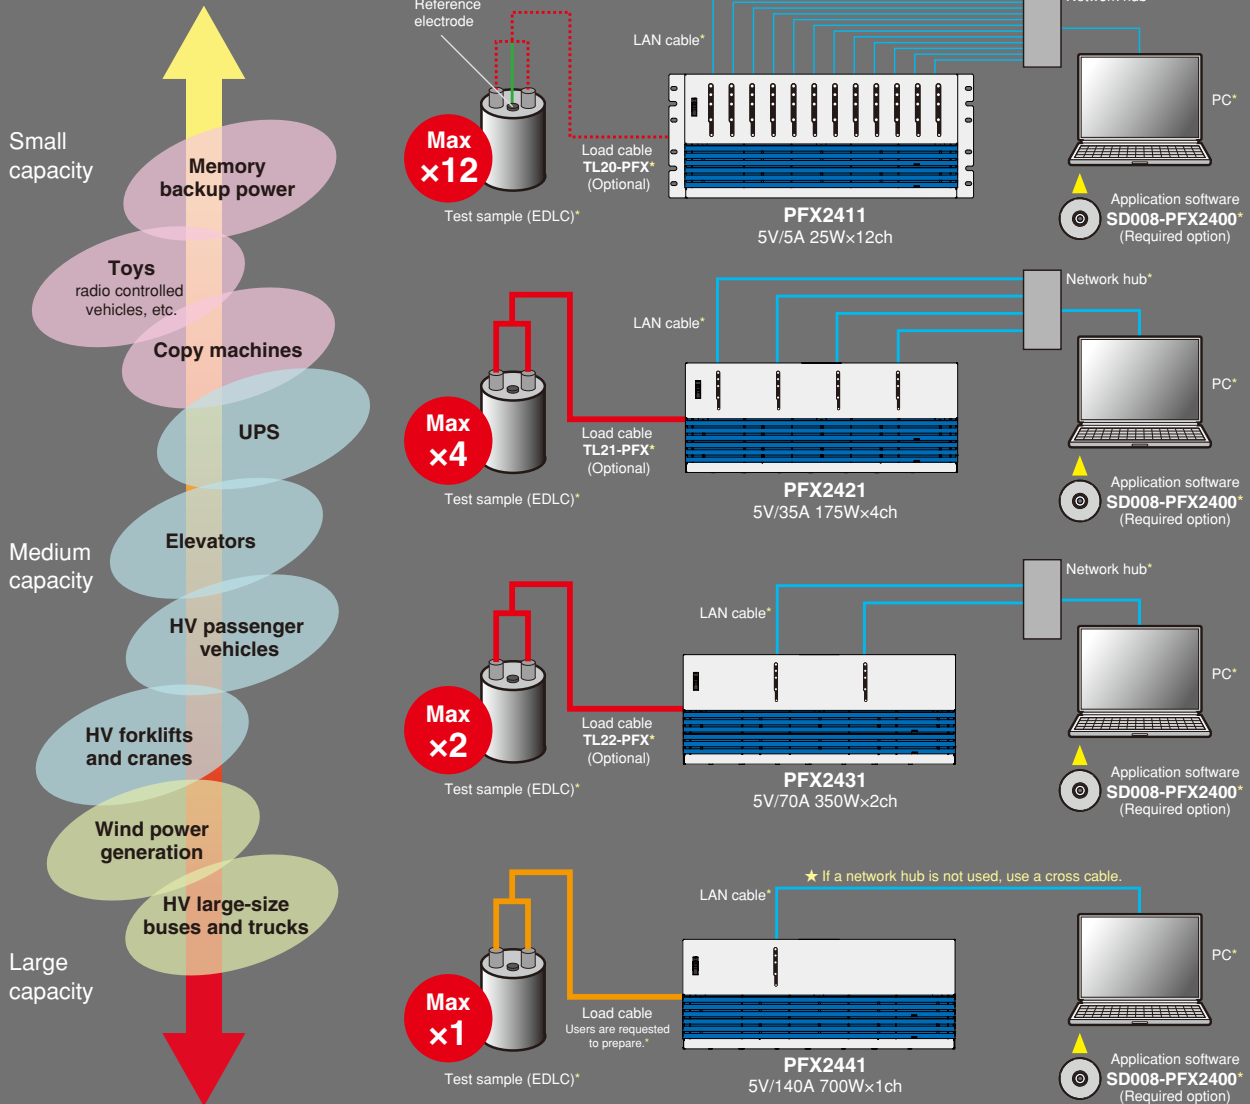 Small
capacity
Memory
backup power
Toys
radio controlled
vehicles, etc.
Copy machines
UPS
Medium
capacity
Elevators
HV passenger
vehicles
HV forklifts
and cranes
Wind power
generation
HV large-size
buses and trucks
Large
capacity
Reference
electrode
LAN cable*
Network hub
PC*
Max
×12
Load cable
TL20-PFX*
(Optional)
Test sample (EDLC)*
PFX2411
5V/5A 25W×12ch
Application software
SD008-PFX2400*
(Required option)
Network hub*
LAN cable*
PC*
Max
×4
Load cable
TL21-PFX*
(Optional)
Test sample (EDLC)*
PFX2421
5V/35A 175W×4ch
Application software
SD008-PFX2400*
(Required option)
Network hub*
LAN cable*
PC*
Max
×2
Load cable
TL22-PFX*
(Optional)
Test sample (EDLC)*
PFX2431
5V/70A 350W×2ch
Application software
SD008-PFX2400*
(Required option)
★ If a network hub is not used, use a cross cable.
LAN cable*
PC*
Max
×1
Load cable
Users are requested
to prepare.*
Test sample (EDLC)*
PFX2441
5V/140A 700W×1ch
Application software
SD008-PFX2400*
(Required option)